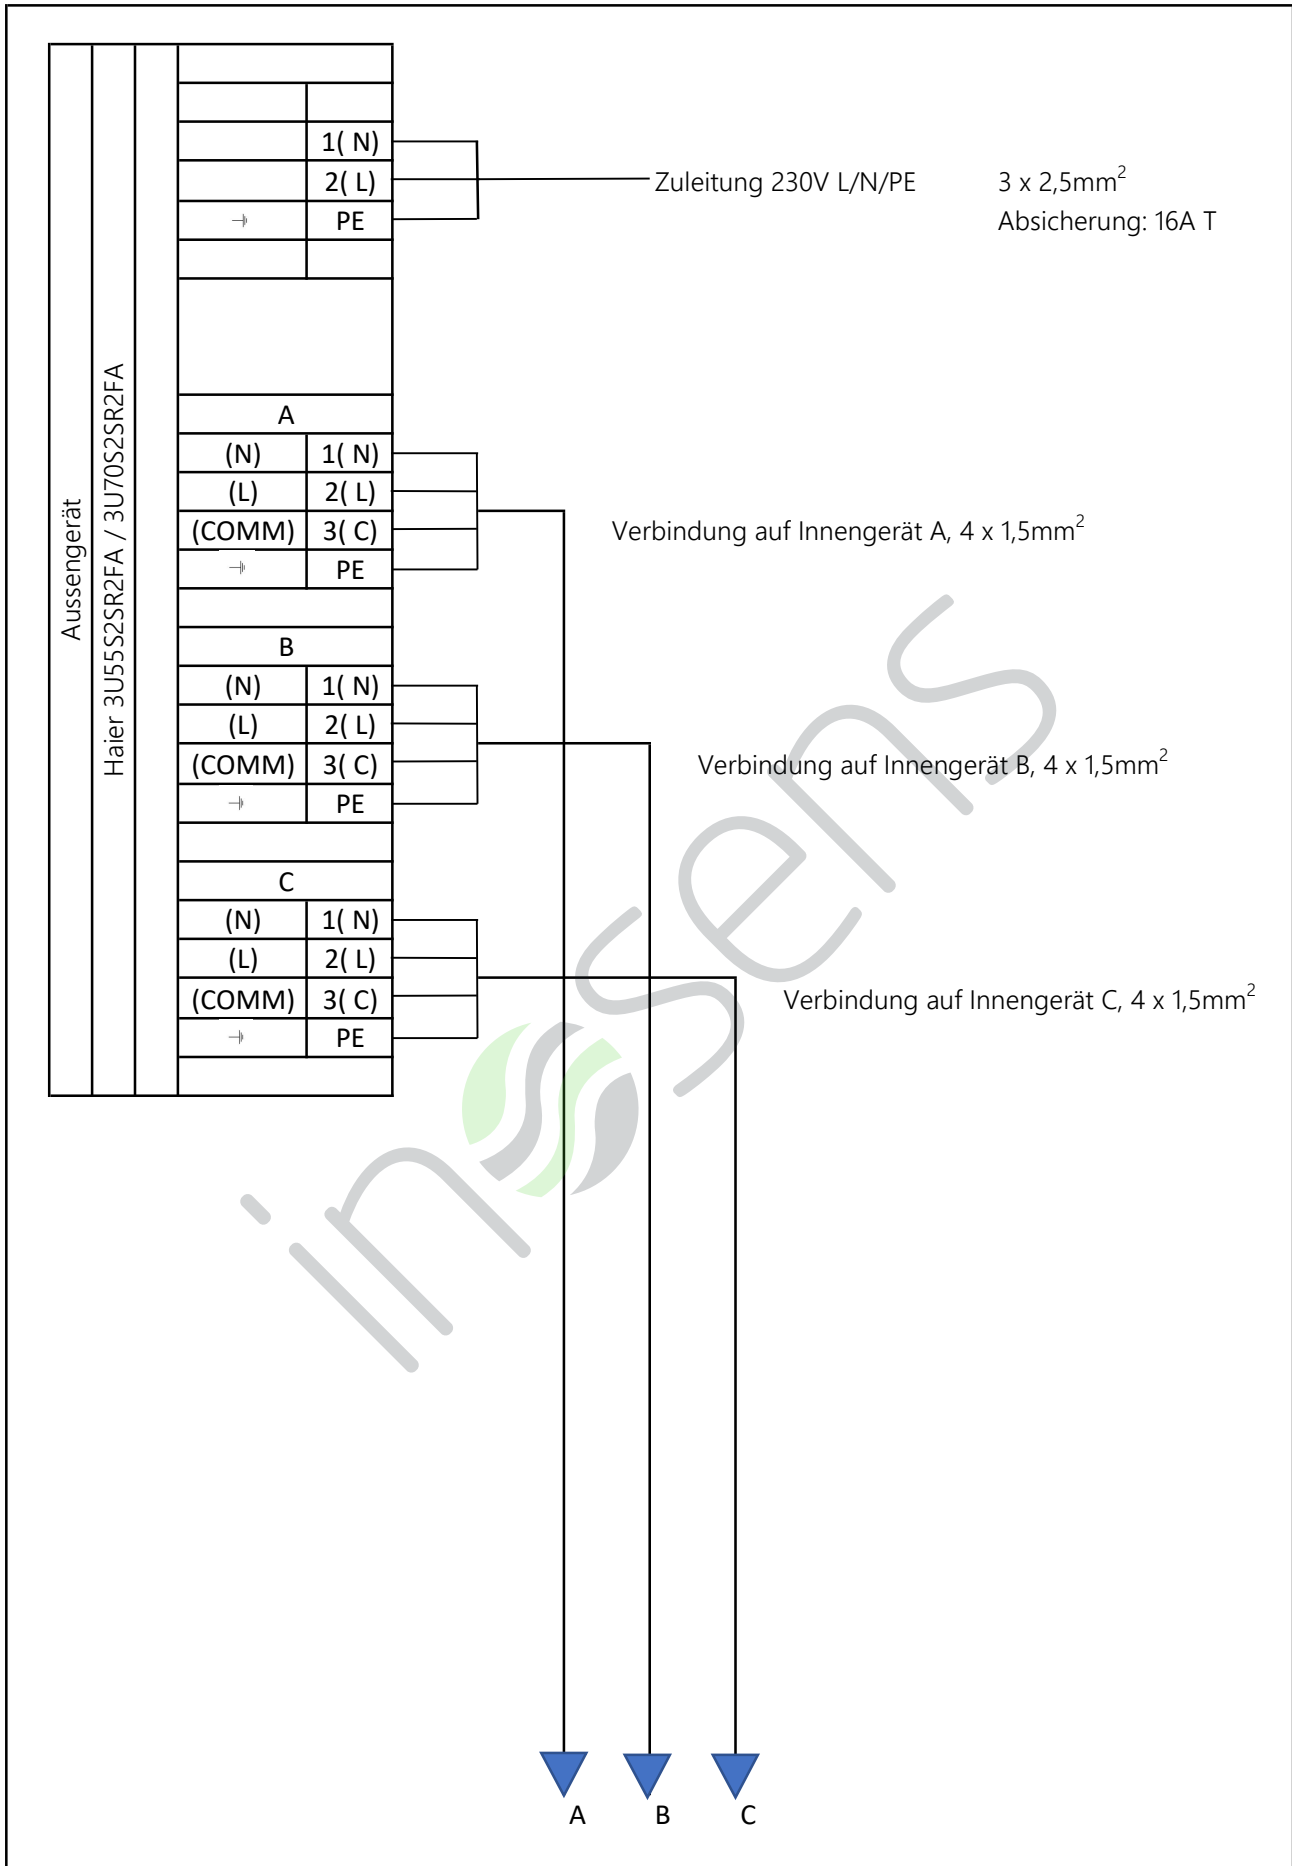 Aussengerät
Haier 3U55S2SR2FA / 3U70S2SR2FA
1( N)
2( L)
PE
Zuleitung 230V L/N/PE 3 x 2,5mm²
Absicherung: 16A T
A
(N) 1( N)
(L) 2( L)
(COMM) 3( C)
PE
Verbindung auf Innengerät A, 4 x 1,5mm²
B
(N) 1( N)
(L) 2( L)
(COMM) 3( C)
PE
Verbindung auf Innengerät B, 4 x 1,5mm²
C
(N) 1( N)
(L) 2( L)
(COMM) 3( C)
PE
Verbindung auf Innengerät C, 4 x 1,5mm²
inosens
A B C